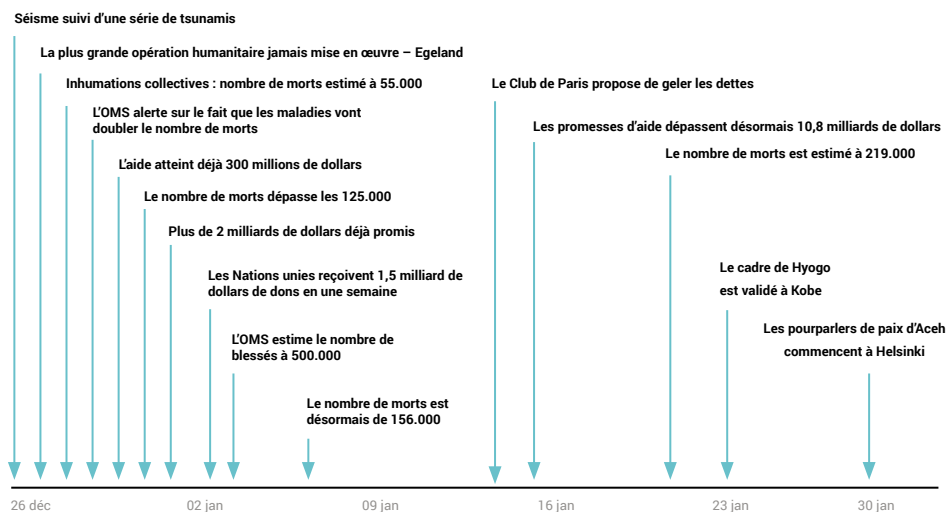 Séisme suivi d’une série de tsunamis
La plus grande opération humanitaire jamais mise en œuvre – Egeland
Inhumations collectives : nombre de morts estimé à 55.000
L’OMS alerte sur le fait que les maladies vont
doubler le nombre de morts
L’aide atteint déjà 300 millions de dollars
Le nombre de morts dépasse les 125.000
Plus de 2 milliards de dollars déjà promis
Les Nations unies reçoivent 1,5 milliard de
dollars de dons en une semaine
L’OMS estime le nombre de
blessés à 500.000
Le nombre de morts est
désormais de 156.000
Le Club de Paris propose de geler les dettes
Les promesses d’aide dépassent désormais 10,8 milliards de dollars
Le nombre de morts est estimé à 219.000
Le cadre de Hyogo
est validé à Kobe
Les pourparlers de paix d’Aceh
commencent à Helsinki
26 déc
02 jan
09 jan
16 jan
23 jan
30 jan